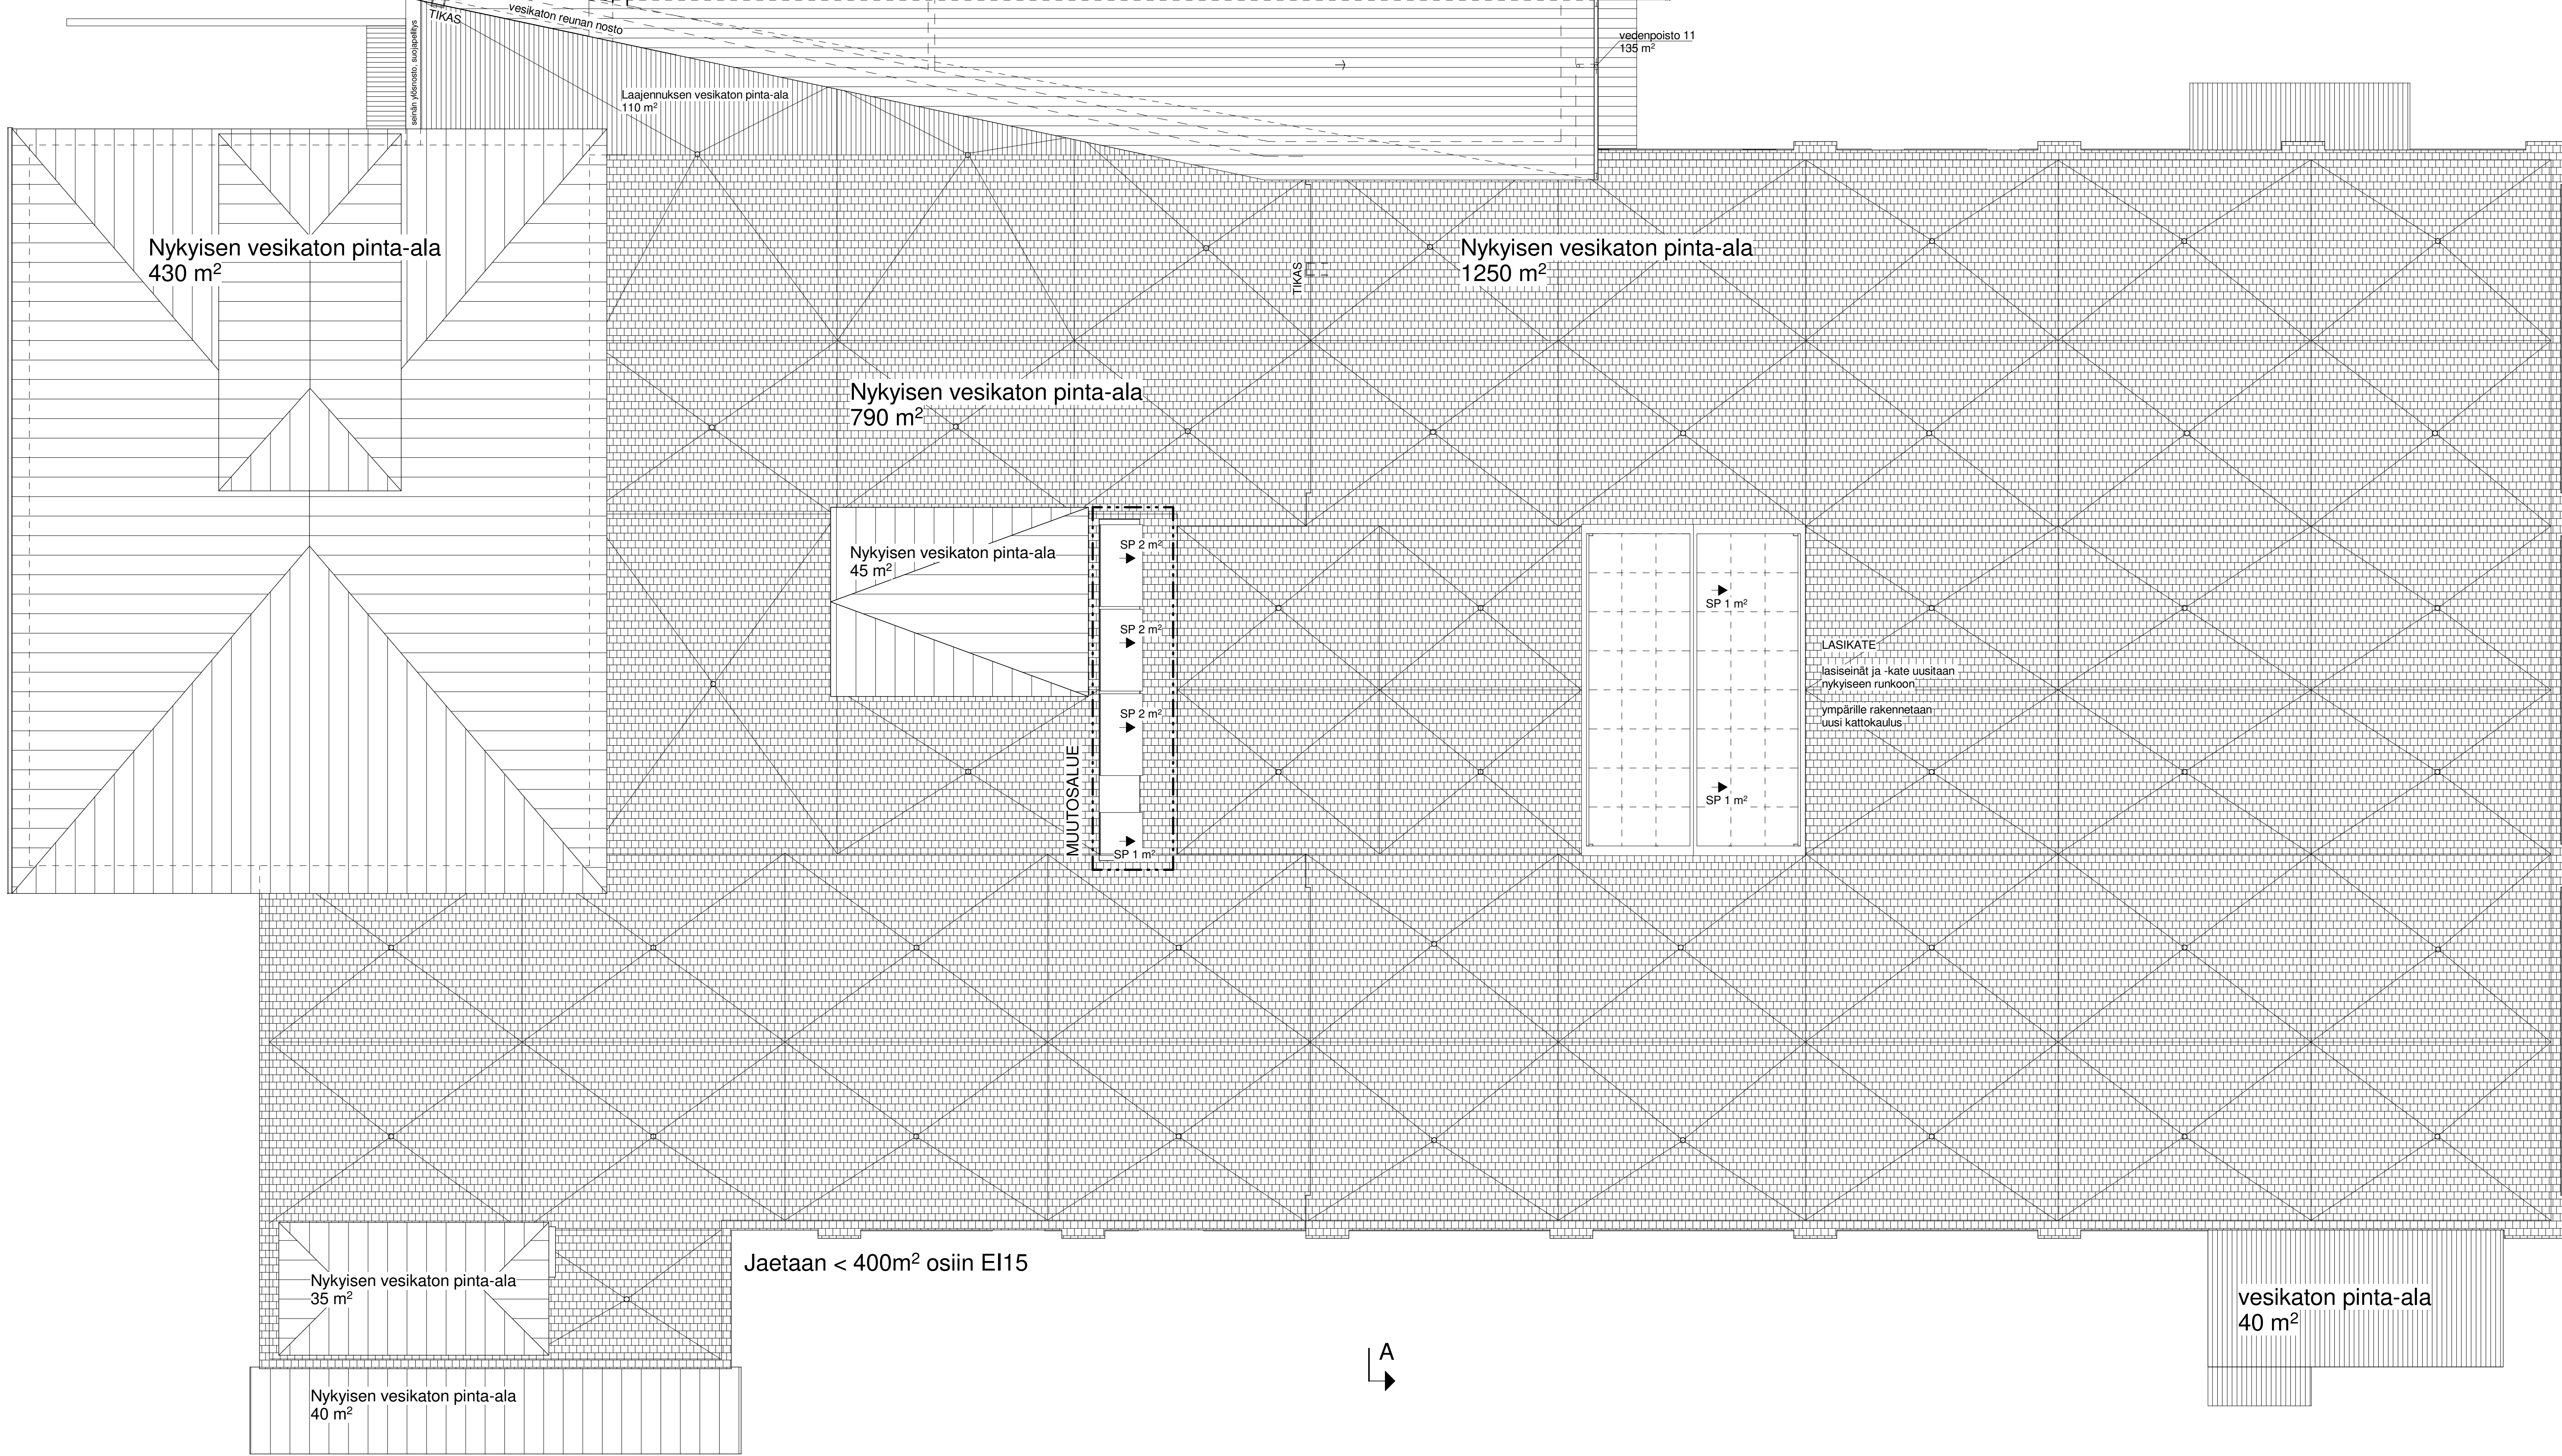 TIKAS
vesikaton reunan nosto
seinän ylösnosto, suojapellitys
vedenpoisto 11
135 m²
Laajennuksen vesikaton pinta-ala
110 m²
Nykyisen vesikaton pinta-ala
430 m²
Nykyisen vesikaton pinta-ala
1250 m²
TIKAS
Nykyisen vesikaton pinta-ala
790 m²
Nykyisen vesikaton pinta-ala
45 m²
SP 2 m²
SP 2 m²
SP 2 m²
SP 1 m²
MUUTOSALUE
SP 1 m²
SP 1 m²
LASIKATE
lasiseinät ja -kate uusitaan
nykyiseen runkoon
ympärille rakennetaan
uusi kattokaulus
Jaetaan < 400m² osiin EI15
Nykyisen vesikaton pinta-ala
35 m²
vesikaton pinta-ala
40 m²
A
Nykyisen vesikaton pinta-ala
40 m²